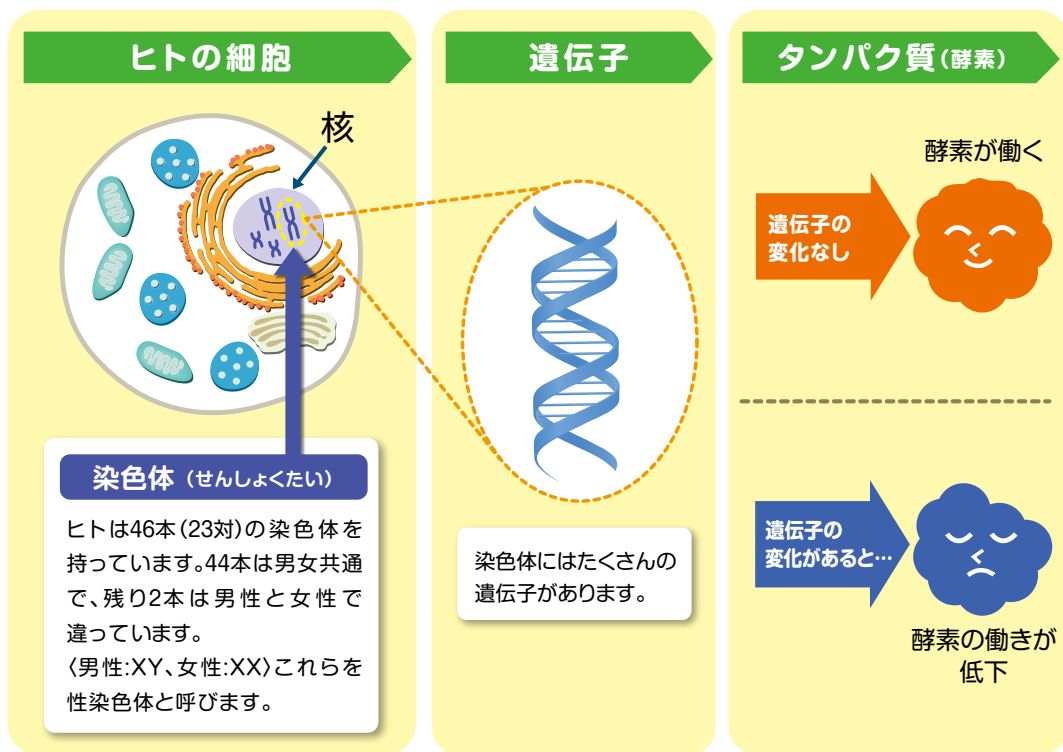 ヒトの細胞
核
染色体（せんしょくたい）
ヒトは46本（23対）の染色体を
持っています。44本は男女共通
で、残り2本は男性と女性で
違っています。
〈男性:XY、女性:XX〉これらを
性染色体と呼びます。
遺伝子
染色体にはたくさんの
遺伝子があります。
タンパク質（酵素）
酵素が働く
遺伝子の
変化なし
遺伝子の
変化があると…
酵素の働きが
低下